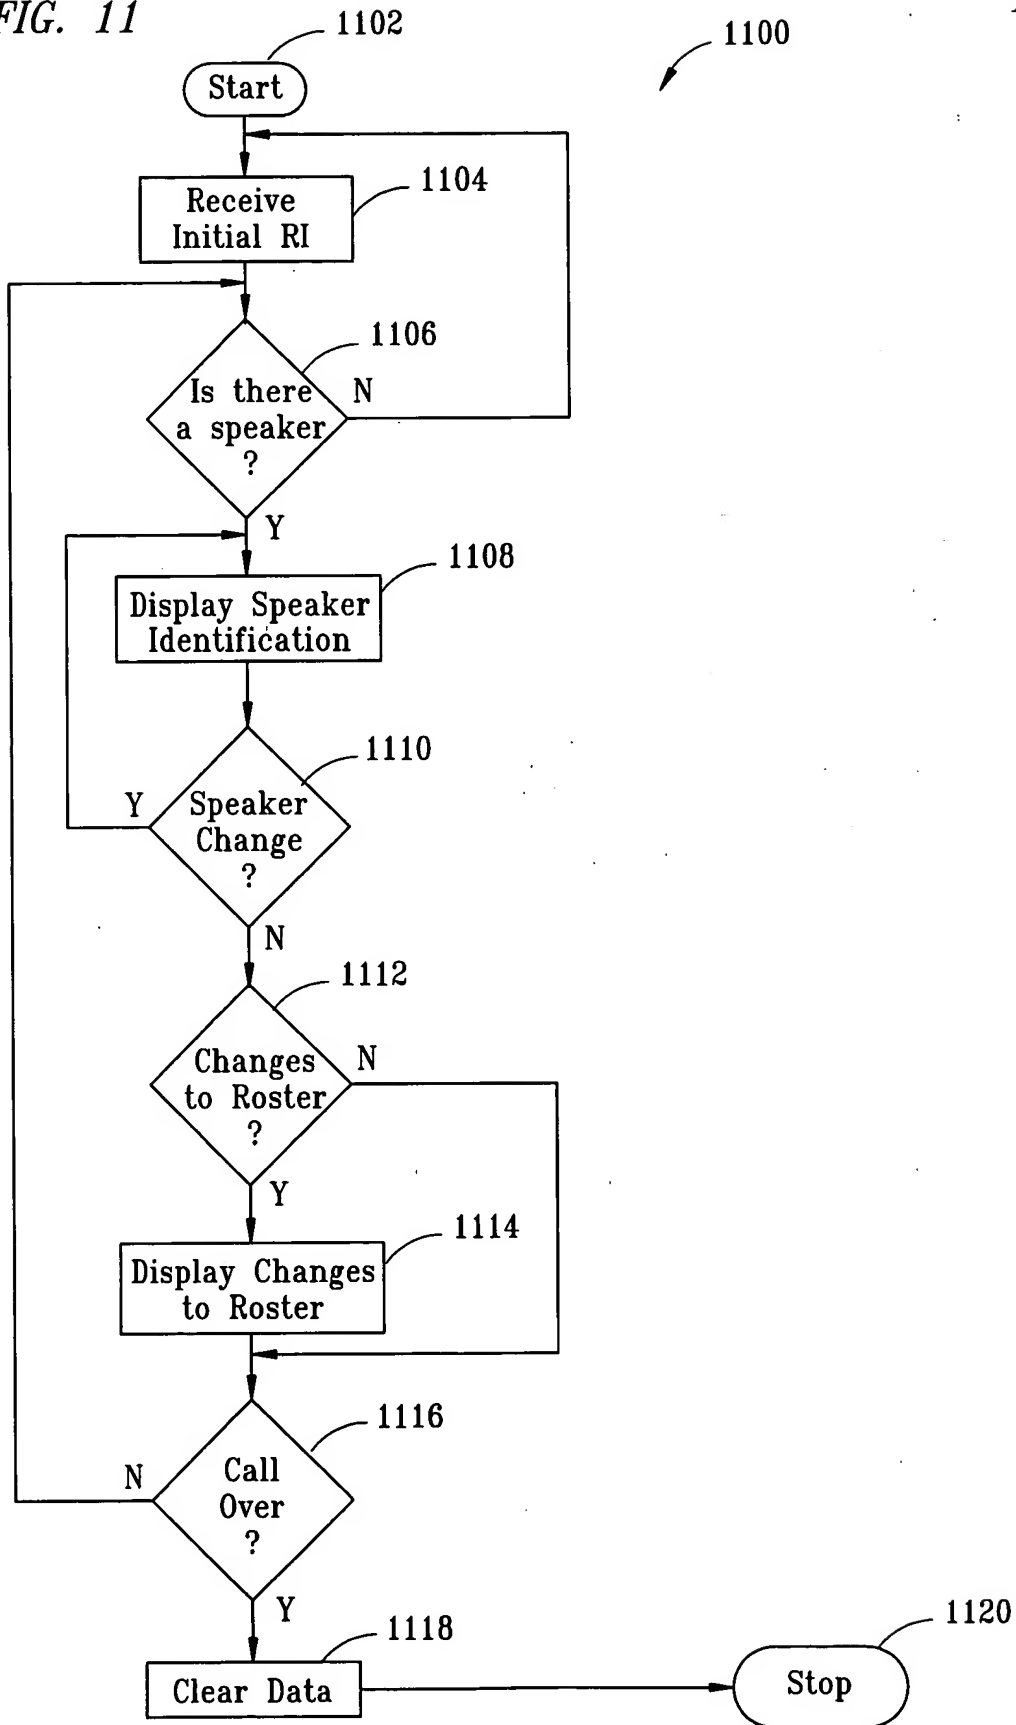 FIG. 11
1102
1100
Start
1104
Receive
Initial RI
1106
Is there
a speaker
?
N
Y
1108
Display Speaker
Identification
1110
Speaker
Change
?
Y
N
1112
Changes
to Roster
?
N
Y
1114
Display Changes
to Roster
1116
Call
Over
?
N
Y
1118
Clear Data
1120
Stop